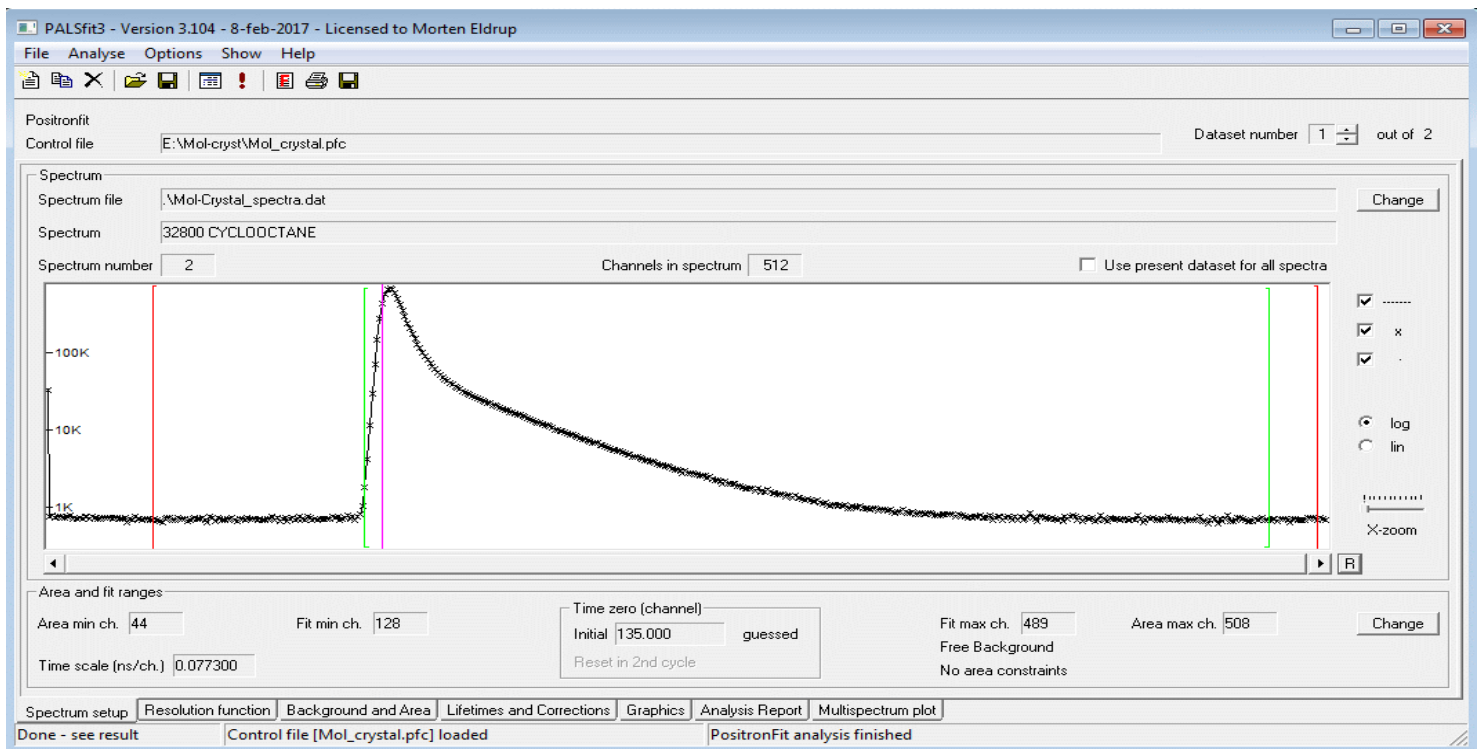 PALSfit3 - Version 3.104 - 8-feb-2017 - Licensed to Morten Eldrup
File Analyse Options Show Help
Positronfit
Control file E:\Mol-cryst\Mol_crystal.pfc Dataset number 1 out of 2
Spectrum
Spectrum file .\Mol-Crystal_spectra.dat Change
Spectrum 32800 CYCLOOCTANE
Spectrum number 2 Channels in spectrum 512 Use present dataset for all spectra
100K
10K
1K
-------
x
.
log
lin
X-zoom
R
Area and fit ranges
Area min ch. 44 Fit min ch. 128 Time zero (channel) Initial 135.000 guessed Fit max ch. 489 Area max ch. 508 Change
Free Background
Time scale (ns/ch.) 0.077300 Reset in 2nd cycle No area constraints
Spectrum setup Resolution function Background and Area Lifetimes and Corrections Graphics Analysis Report Multispectrum plot
Done - see result Control file [Mol_crystal.pfc] loaded PositronFit analysis finished